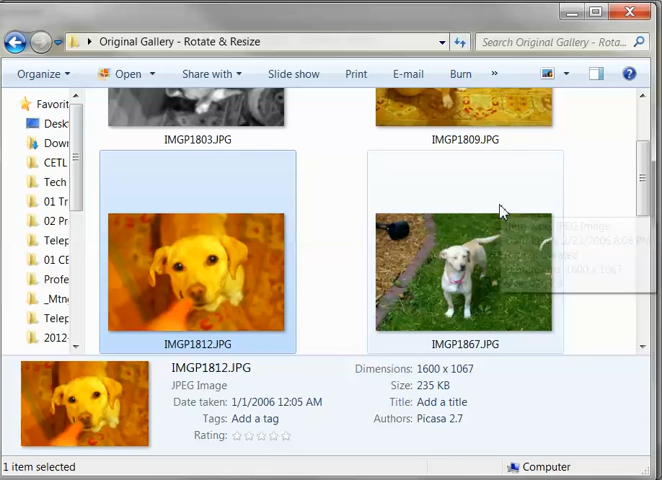 Original Gallery - Rotate & Resize
Search Original Gallery - Rota...
Organize Open Share with Slide show Print E-mail Burn »
Favorit
Deskt
Down
CETL
Tech
01 Tr
02 Pr
Telep
01 CE
Profe
_Mtng
Telep
2012-
IMGP1803.JPG IMGP1809.JPG
IMGP1812.JPG IMGP1867.JPG
IMGP1812.JPG
JPEG Image
Date taken: 1/1/2006 12:05 AM
Tags: Add a tag
Rating:
Dimensions: 1600 x 1067
Size: 235 KB
Title: Add a title
Authors: Picasa 2.7
1 item selected
Computer